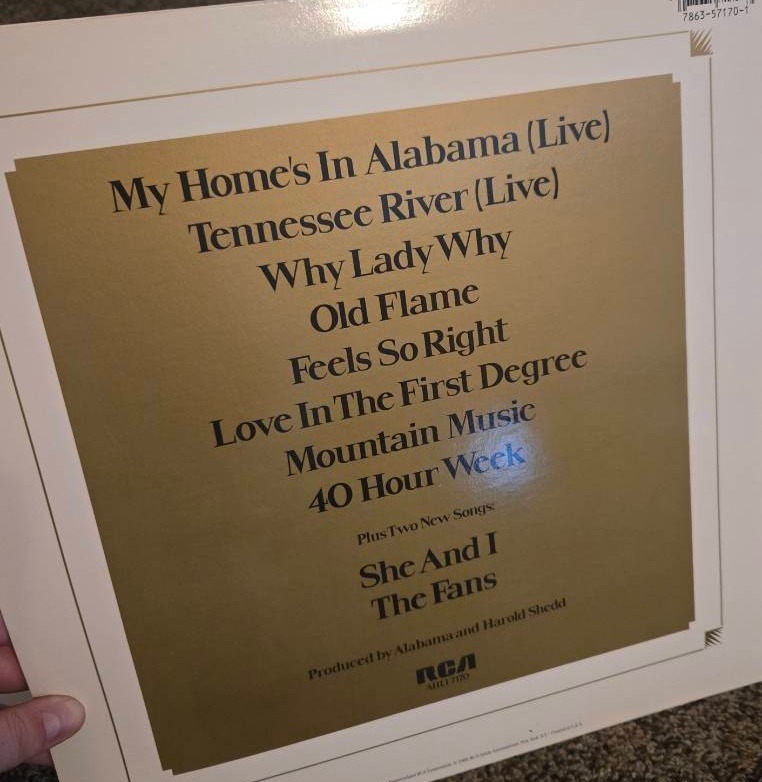 7863-57170-1
My Home's In Alabama (Live)
Tennessee River (Live)
Why Lady Why
Old Flame
Feels So Right
Love In The First Degree
Mountain Music
40 Hour Week
Plus Two New Songs:
She And I
The Fans
Produced by Alabama and Harold Shedd
RCA
AHL1-7170